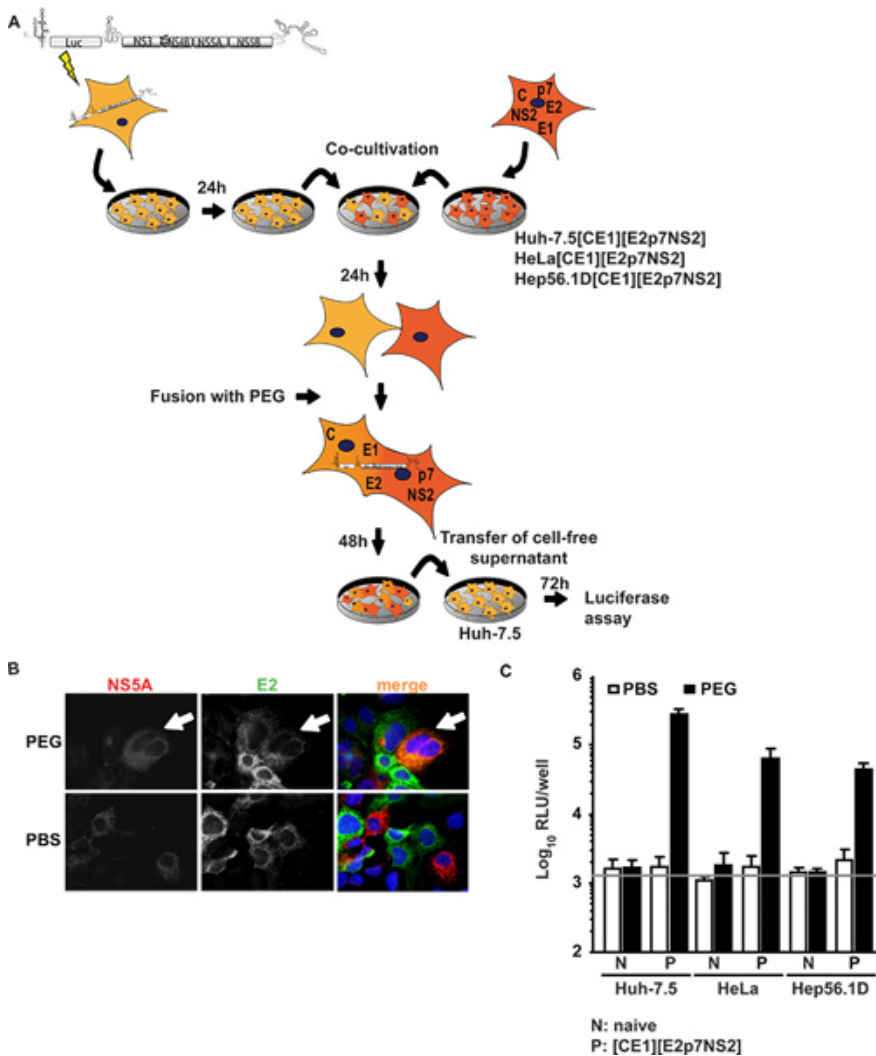 A
Luc
NS3
NS4B
NS5A
NS5B
C p7
NS2 E2
E1
Co-cultivation
24h
Huh-7.5[CE1][E2p7NS2]
HeLa[CE1][E2p7NS2]
Hep56.1D[CE1][E2p7NS2]
24h
Fusion with PEG
C
E1
E2
p7
NS2
48h
Transfer of cell-free
supernatant
72h
Luciferase
assay
Huh-7.5
B
NS5A
E2
merge
PEG
PBS
C
PBS
PEG
Log10 RLU/well
6
5
4
3
2
N
P
N
P
N
P
Huh-7.5
HeLa
Hep56.1D
N: naive
P: [CE1][E2p7NS2]